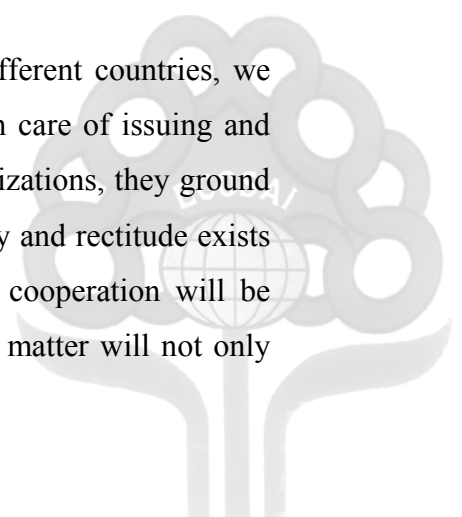 fferent countries, we
n care of issuing and
izations, they ground
y and rectitude exists
cooperation will be
matter will not only
ECOSAI